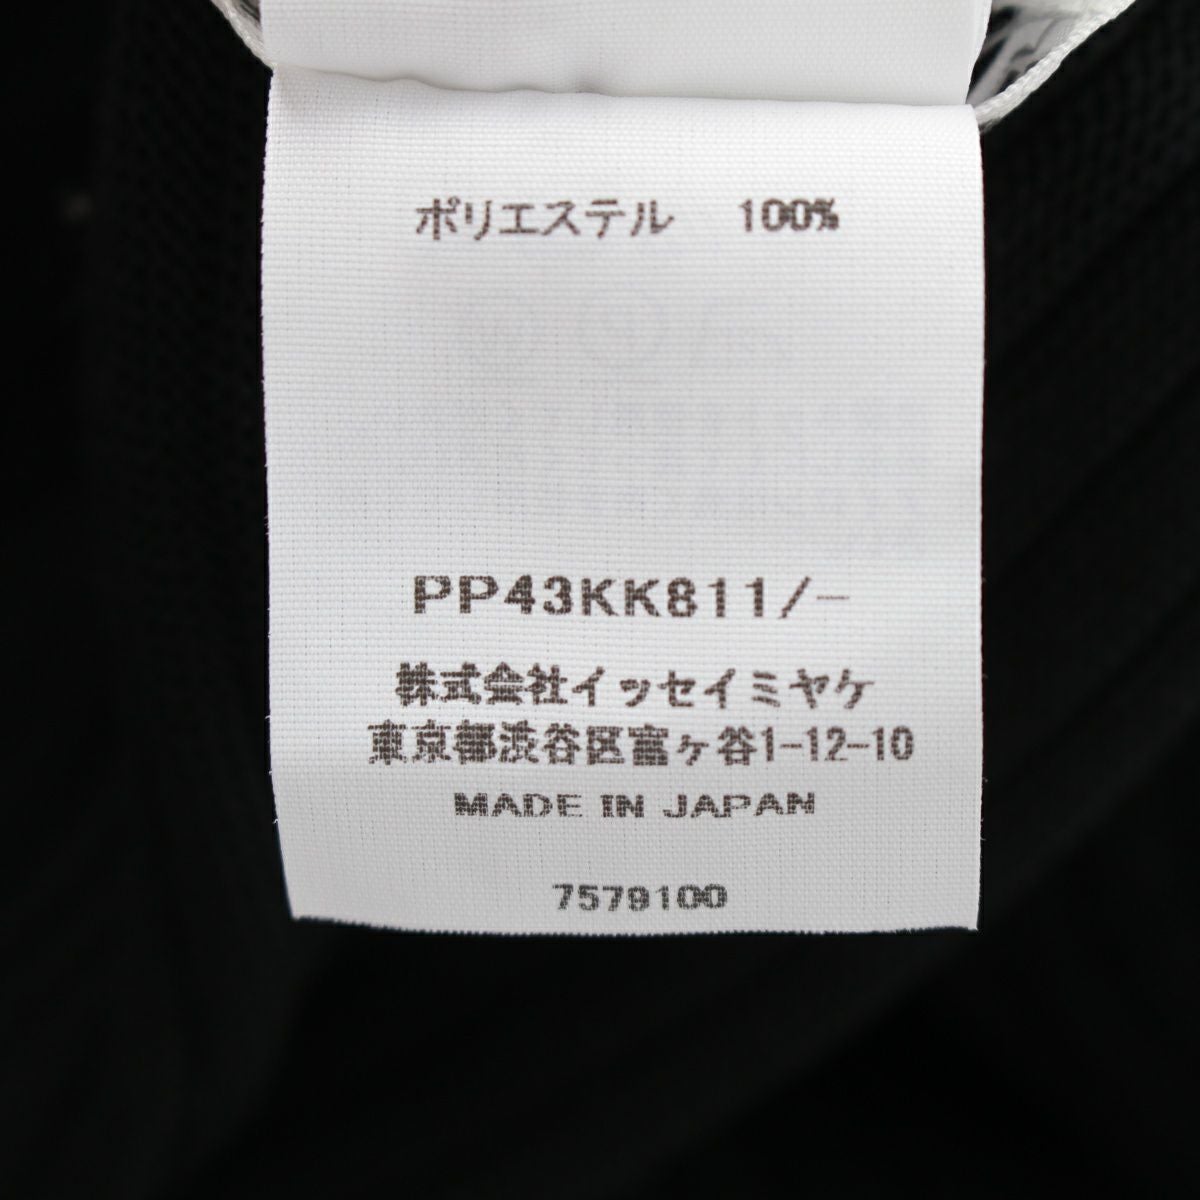 ポリエステル 100%
PP43KK811/-
株式会社イッセイミヤケ
東京都渋谷区富ヶ谷1-12-10
MADE IN JAPAN
7579100